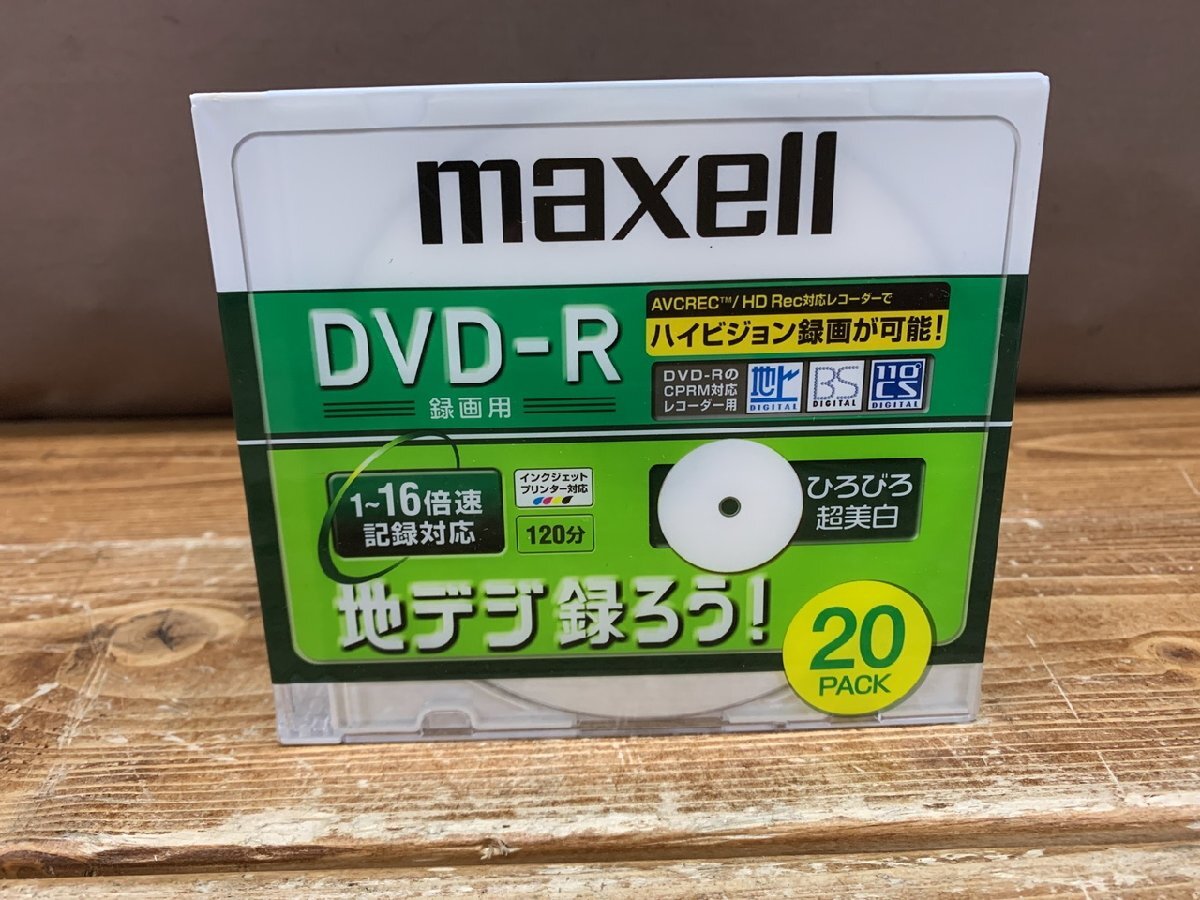 maxell
DVD-R
録画用
AVCREC™/HD Rec対応レコーダーで
ハイビジョン録画が可能!
DVD-Rの
CPRM対応
レコーダー用
地上
DIGITAL
BS
DIGITAL
110°
CS
DIGITAL
1~16倍速
記録対応
インクジェット
プリンター対応
120分
ひろびろ
超美白
地デジ録ろう!
20
PACK